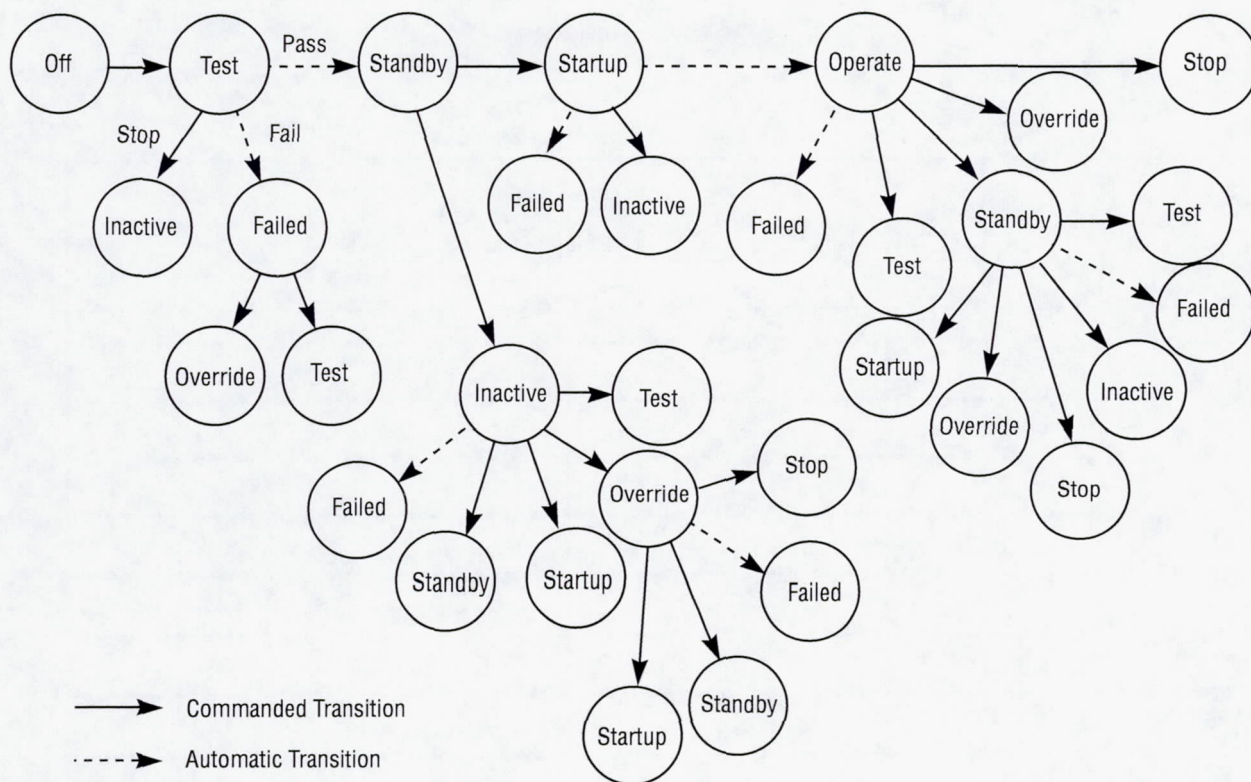 Off
Test
Pass
Standby
Startup
Operate
Stop
Override
Stop
Fail
Inactive
Failed
Failed
Inactive
Failed
Test
Standby
Test
Failed
Override
Test
Startup
Override
Stop
Inactive
Inactive
Test
Failed
Standby
Startup
Override
Stop
Failed
Startup
Standby
Commanded Transition
Automatic Transition